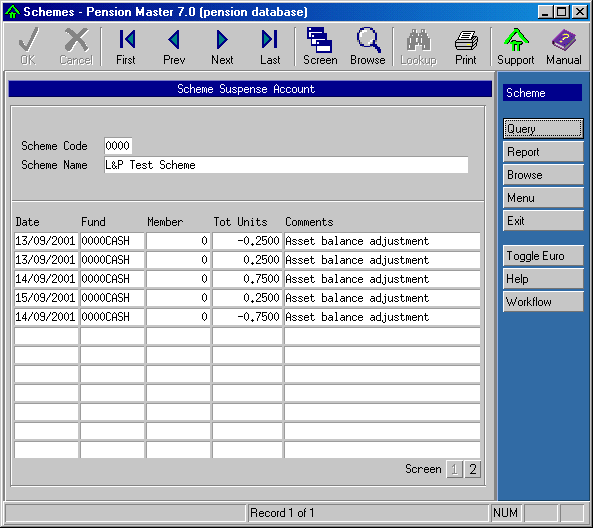 Schemes - Pension Master 7.0 (pension database)
OK Cancel First Prev Next Last Screen Browse Lookup Print Support Manual
Scheme Suspense Account
Scheme
Scheme Code 0000
Scheme Name L&P Test Scheme
Query
Report
Browse
Menu
Exit
Toggle Euro
Help
Workflow
Date Fund Member Tot Units Comments
13/09/2001 0000CASH 0 -0.2500 Asset balance adjustment
13/09/2001 0000CASH 0 0.2500 Asset balance adjustment
14/09/2001 0000CASH 0 0.7500 Asset balance adjustment
15/09/2001 0000CASH 0 0.2500 Asset balance adjustment
14/09/2001 0000CASH 0 -0.7500 Asset balance adjustment
Screen 1 2
Record 1 of 1 NUM